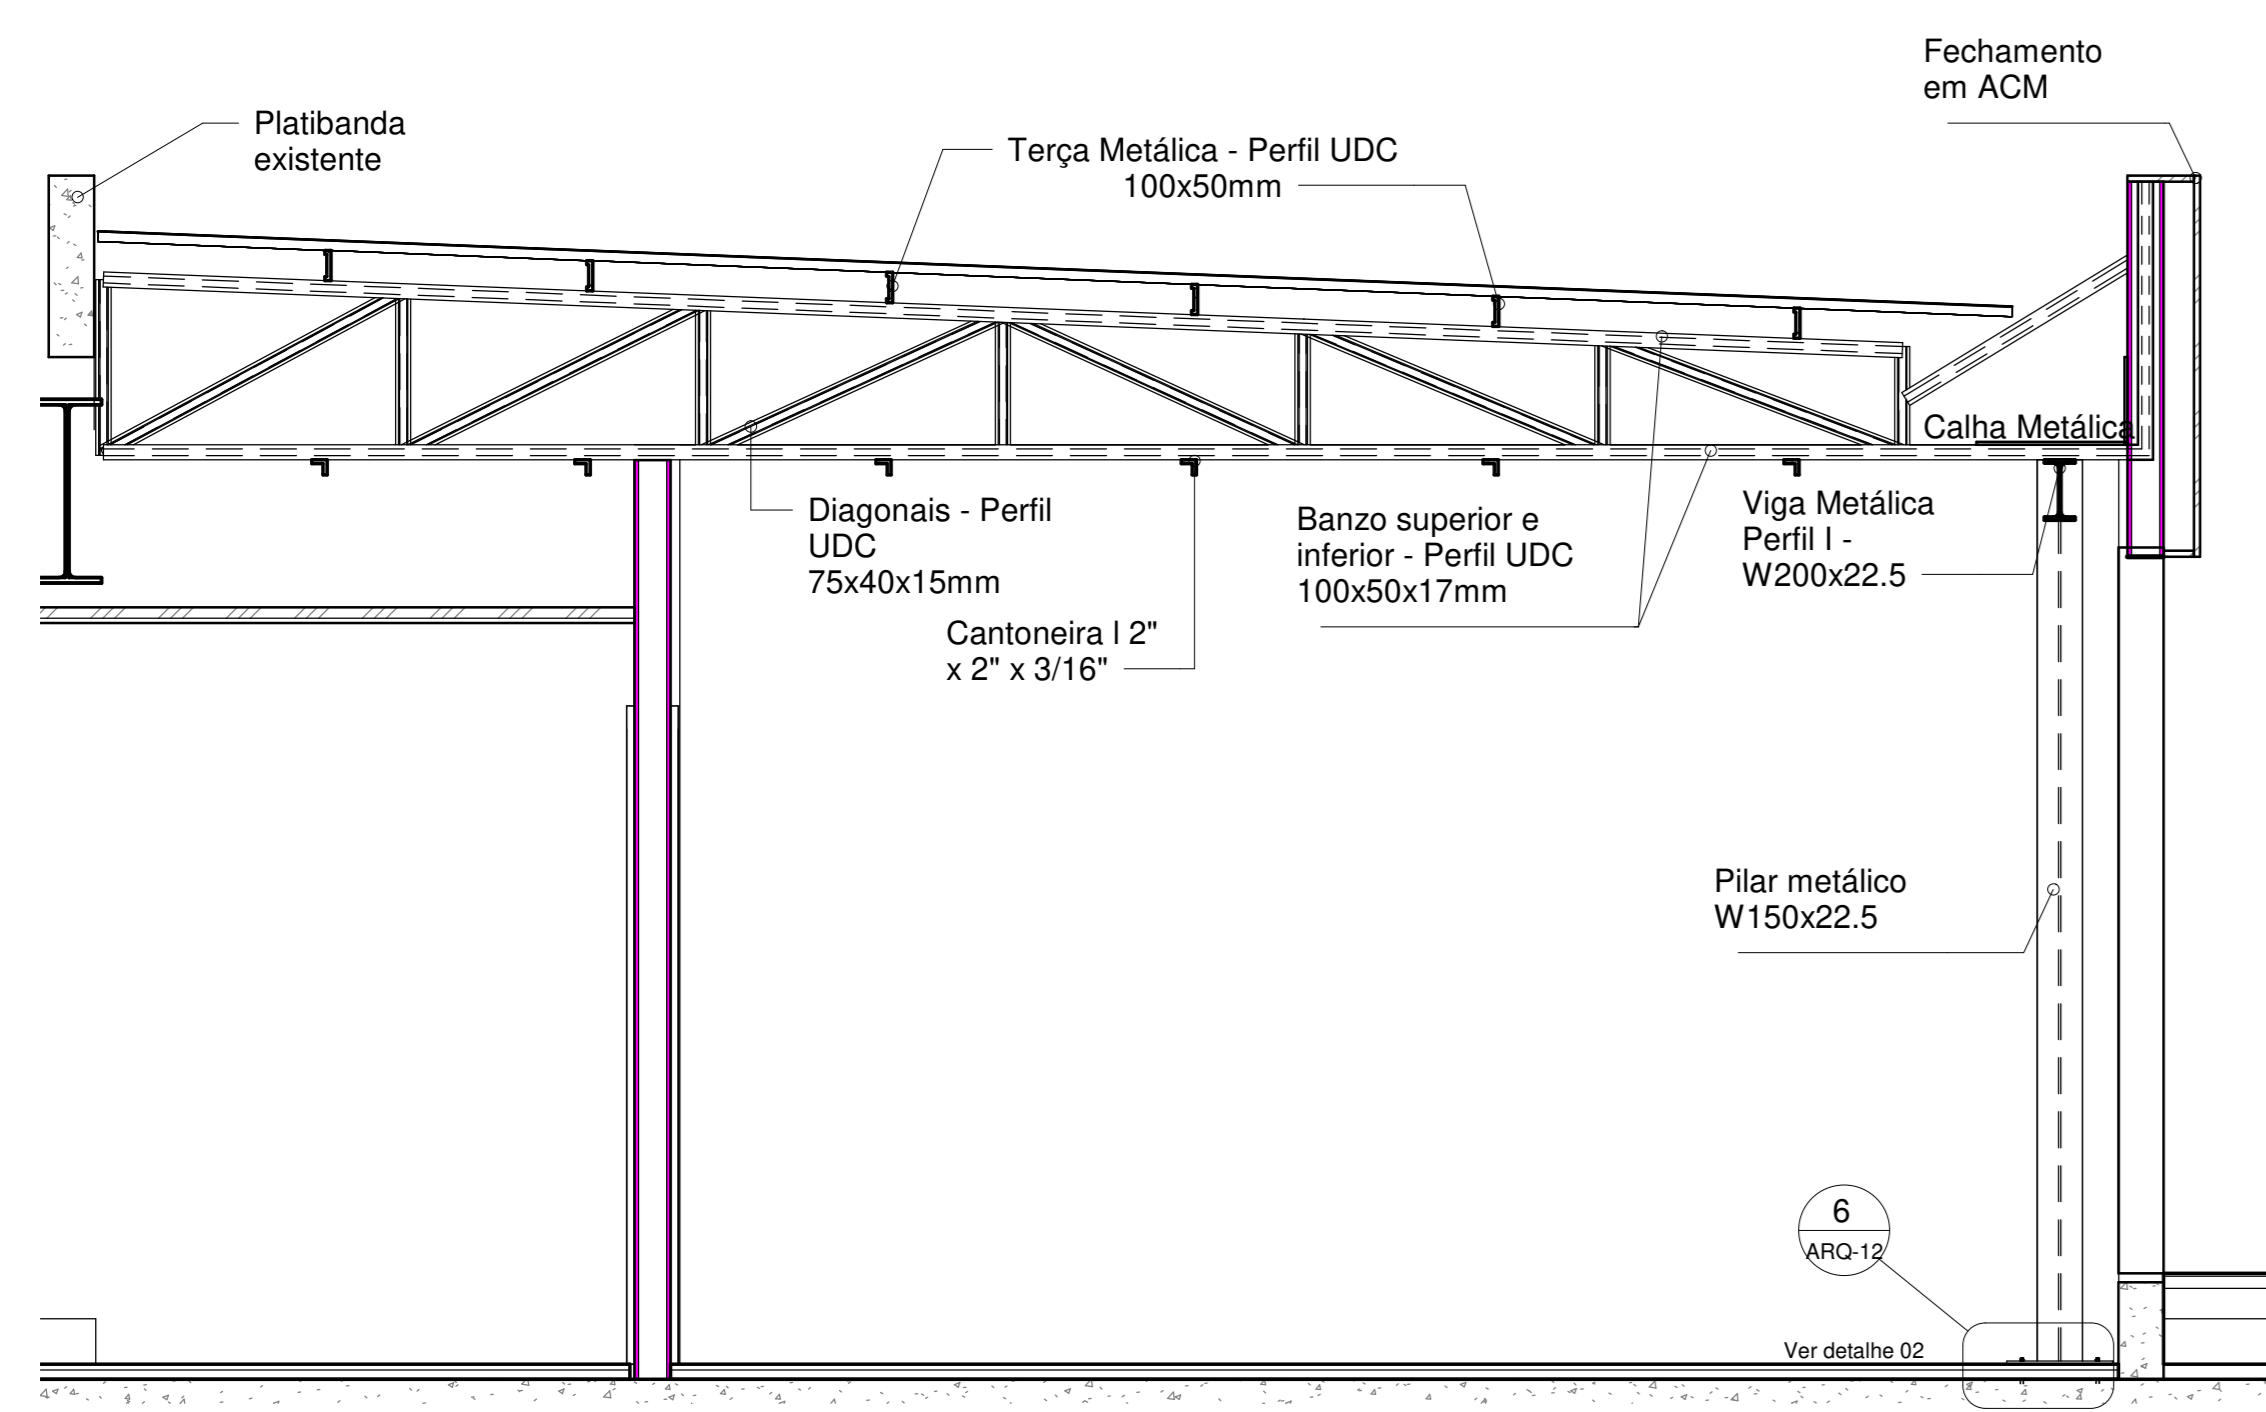 Fechamento
em ACM
Platibanda
existente
Terça Metálica - Perfil UDC
100x50mm
Calha Metálica
Diagonais - Perfil
UDC
75x40x15mm
Banzo superior e
inferior - Perfil UDC
100x50x17mm
Viga Metálica
Perfil I -
W200x22.5
Cantoneira l 2"
x 2" x 3/16"
Pilar metálico
W150x22.5
6
ARQ-12
Ver detalhe 02